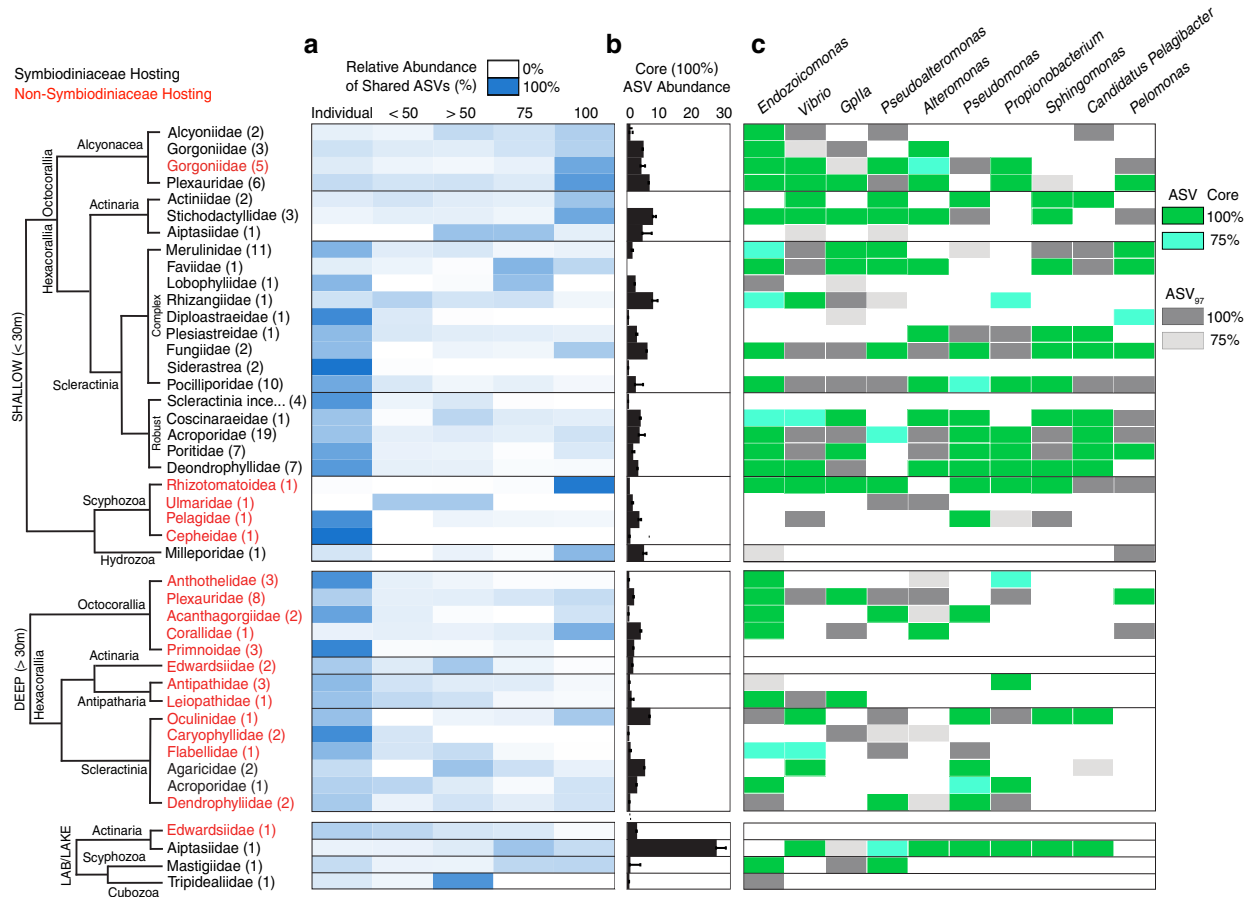 a
b
c
Symbiodiniaceae Hosting
Non-Symbiodiniaceae Hosting
Relative Abundance
of Shared ASVs (%)
0%
100%
Core (100%)
ASV Abundance
Individual < 50 > 50 75 100
0 10 20 30
Endozoicomonas
Vibrio
GpIIa
Pseudoalteromonas
Alteromonas
Pseudomonas
Propionobacterium
Sphingomonas
Candidatus Pelagibacter
Pelomonas
SHALLOW (< 30m)
Hexacorallia Octocorallia
Alcyonacea
Actinaria
Scleractinia
Complex
Robust
Scyphozoa
Hydrozoa
Alcyoniidae (2)
Gorgoniidae (3)
Gorgoniidae (5)
Plexauridae (6)
Actiniidae (2)
Stichodactyllidae (3)
Aiptasiidae (1)
Merulinidae (11)
Faviidae (1)
Lobophyliidae (1)
Rhizangiidae (1)
Diploastraeidae (1)
Plesiastreidae (1)
Fungiidae (2)
Siderastrea (2)
Pocilliporidae (10)
Scleractinia ince... (4)
Coscinaraeidae (1)
Acroporidae (19)
Poritidae (7)
Deondrophyllidae (7)
Rhizotomatoidea (1)
Ulmaridae (1)
Pelagidae (1)
Cepheidae (1)
Milleporidae (1)
ASV Core
100%
75%
ASV97
100%
75%
DEEP (> 30m)
Hexacorallia
Octocorallia
Actinaria
Antipatharia
Scleractinia
Anthothelidae (3)
Plexauridae (8)
Acanthagorgiidae (2)
Corallidae (1)
Primnoidae (3)
Edwardsiidae (2)
Antipathidae (3)
Leiopathidae (1)
Oculinidae (1)
Caryophyllidae (2)
Flabellidae (1)
Agaricidae (2)
Acroporidae (1)
Dendrophyliidae (2)
LAB/LAKE
Actinaria
Scyphozoa
Cubozoa
Edwardsiidae (1)
Aiptasiidae (1)
Mastigiidae (1)
Tripidealiidae (1)